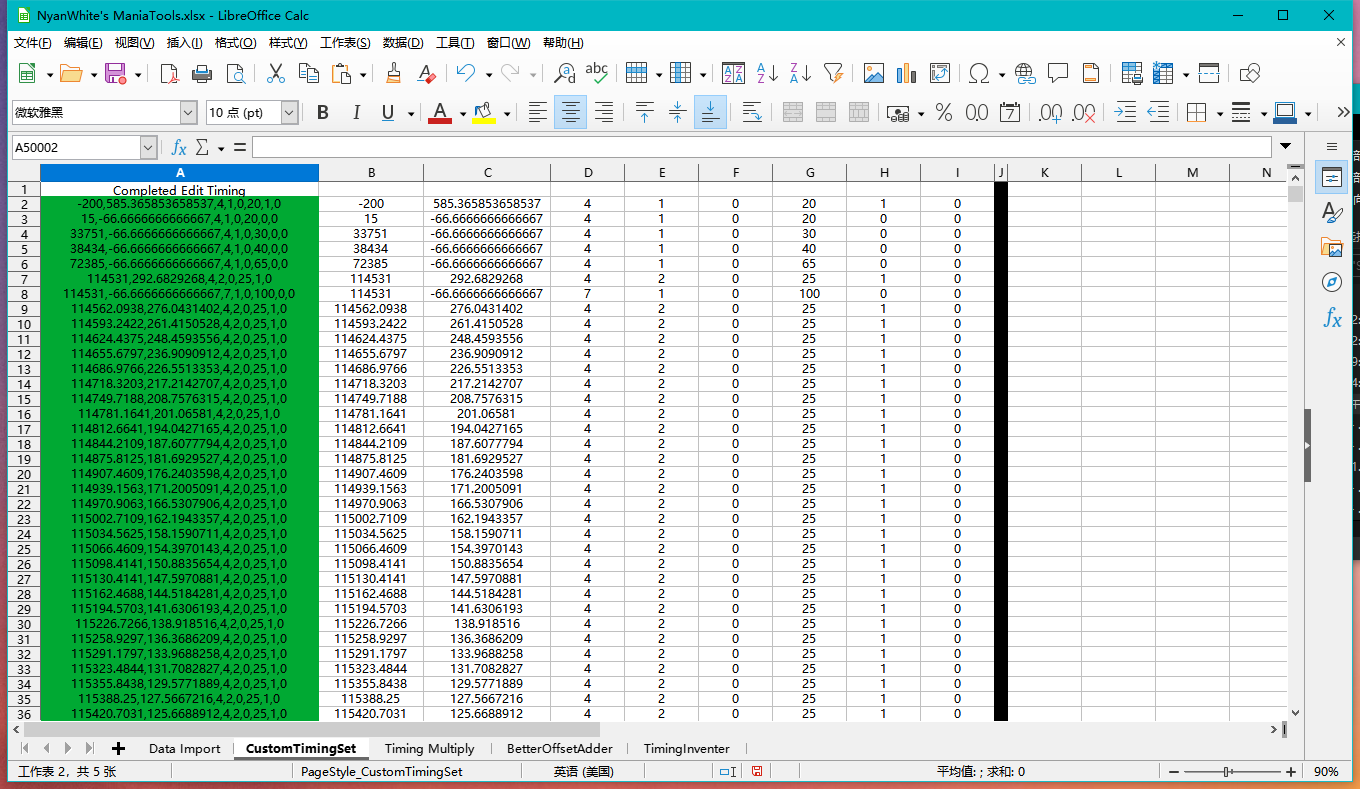 NyanWhite's ManiaTools.xlsx - LibreOffice Calc
文件(F) 编辑(E) 视图(V) 插入(I) 格式(O) 样式(Y) 工作表(S) 数据(D) 工具(T) 窗口(W) 帮助(H)
微软雅黑 10 点 (pt) B I U A % 0.0 7 .00 .0
A50002 fx Σ =
A B C D E F G H I J K L M N
1 Completed Edit Timing
2 -200,585.365853658537,4,1,0,20,1,0 -200 585.365853658537 4 1 0 20 1 0
3 15,-66.6666666666667,4,1,0,20,0,0 15 -66.6666666666667 4 1 0 20 0 0
4 33751,-66.6666666666667,4,1,0,30,0,0 33751 -66.6666666666667 4 1 0 30 0 0
5 38434,-66.6666666666667,4,1,0,40,0,0 38434 -66.6666666666667 4 1 0 40 0 0
6 72385,-66.6666666666667,4,1,0,65,0,0 72385 -66.6666666666667 4 1 0 65 0 0
7 114531,292.6829268,4,2,0,25,1,0 114531 292.6829268 4 2 0 25 1 0
8 114531,-66.6666666666667,7,1,0,100,0,0 114531 -66.6666666666667 7 1 0 100 0 0
9 114562.0938,276.0431402,4,2,0,25,1,0 114562.0938 276.0431402 4 2 0 25 1 0
10 114593.2422,261.4150528,4,2,0,25,1,0 114593.2422 261.4150528 4 2 0 25 1 0
11 114624.4375,248.4593556,4,2,0,25,1,0 114624.4375 248.4593556 4 2 0 25 1 0
12 114655.6797,236.9090912,4,2,0,25,1,0 114655.6797 236.9090912 4 2 0 25 1 0
13 114686.9766,226.5513353,4,2,0,25,1,0 114686.9766 226.5513353 4 2 0 25 1 0
14 114718.3203,217.2142707,4,2,0,25,1,0 114718.3203 217.2142707 4 2 0 25 1 0
15 114749.7188,208.7576315,4,2,0,25,1,0 114749.7188 208.7576315 4 2 0 25 1 0
16 114781.1641,201.06581,4,2,0,25,1,0 114781.1641 201.06581 4 2 0 25 1 0
17 114812.6641,194.0427165,4,2,0,25,1,0 114812.6641 194.0427165 4 2 0 25 1 0
18 114844.2109,187.6077794,4,2,0,25,1,0 114844.2109 187.6077794 4 2 0 25 1 0
19 114875.8125,181.6929527,4,2,0,25,1,0 114875.8125 181.6929527 4 2 0 25 1 0
20 114907.4609,176.2403598,4,2,0,25,1,0 114907.4609 176.2403598 4 2 0 25 1 0
21 114939.1563,171.2005091,4,2,0,25,1,0 114939.1563 171.2005091 4 2 0 25 1 0
22 114970.9063,166.5307906,4,2,0,25,1,0 114970.9063 166.5307906 4 2 0 25 1 0
23 115002.7109,162.1943357,4,2,0,25,1,0 115002.7109 162.1943357 4 2 0 25 1 0
24 115034.5625,158.1590711,4,2,0,25,1,0 115034.5625 158.1590711 4 2 0 25 1 0
25 115066.4609,154.3970143,4,2,0,25,1,0 115066.4609 154.3970143 4 2 0 25 1 0
26 115098.4141,150.8835654,4,2,0,25,1,0 115098.4141 150.8835654 4 2 0 25 1 0
27 115130.4141,147.5970881,4,2,0,25,1,0 115130.4141 147.5970881 4 2 0 25 1 0
28 115162.4688,144.5184281,4,2,0,25,1,0 115162.4688 144.5184281 4 2 0 25 1 0
29 115194.5703,141.6306193,4,2,0,25,1,0 115194.5703 141.6306193 4 2 0 25 1 0
30 115226.7266,138.918516,4,2,0,25,1,0 115226.7266 138.918516 4 2 0 25 1 0
31 115258.9297,136.3686209,4,2,0,25,1,0 115258.9297 136.3686209 4 2 0 25 1 0
32 115291.1797,133.9688258,4,2,0,25,1,0 115291.1797 133.9688258 4 2 0 25 1 0
33 115323.4844,131.7082827,4,2,0,25,1,0 115323.4844 131.7082827 4 2 0 25 1 0
34 115355.8438,129.5771889,4,2,0,25,1,0 115355.8438 129.5771889 4 2 0 25 1 0
35 115388.25,127.5667216,4,2,0,25,1,0 115388.25 127.5667216 4 2 0 25 1 0
36 115420.7031,125.6688912,4,2,0,25,1,0 115420.7031 125.6688912 4 2 0 25 1 0
Data Import CustomTimingSet Timing Multiply BetterOffsetAdder TimingInventer
工作表 2，共 5 张 PageStyle_CustomTimingSet 英语 (美国) 平均值: ; 求和: 0 90%